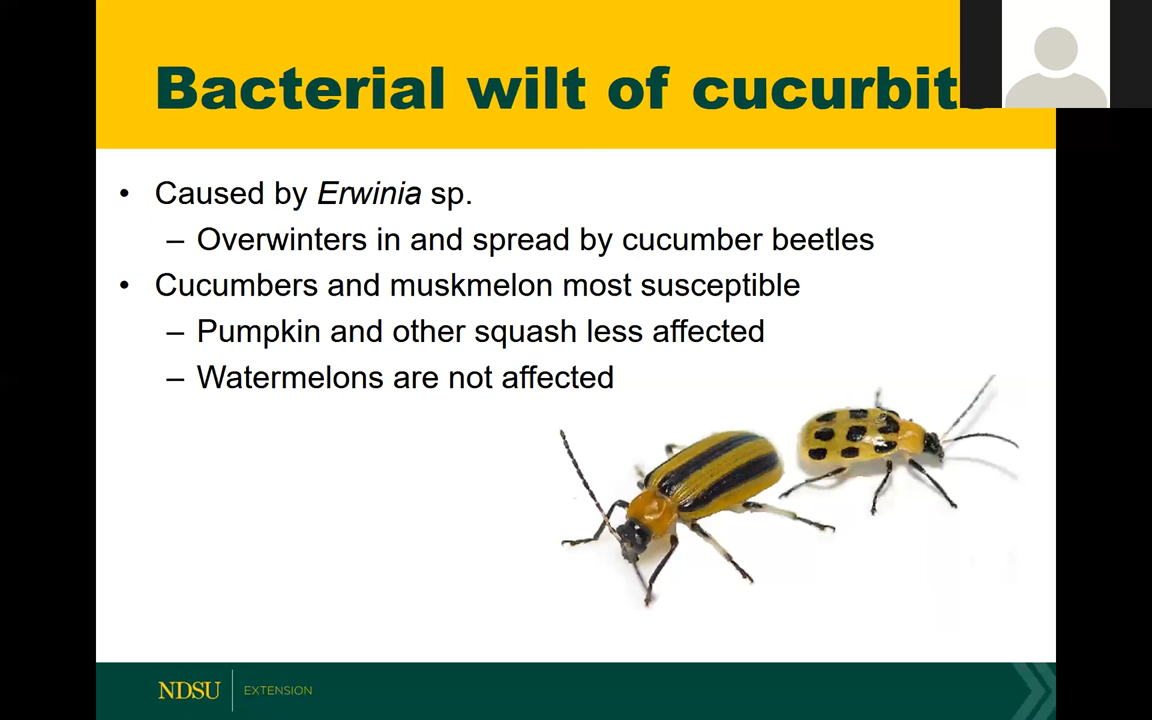 Bacterial wilt of cucurbits
• Caused by Erwinia sp.
– Overwinters in and spread by cucumber beetles
• Cucumbers and muskmelon most susceptible
– Pumpkin and other squash less affected
– Watermelons are not affected
NDSU EXTENSION